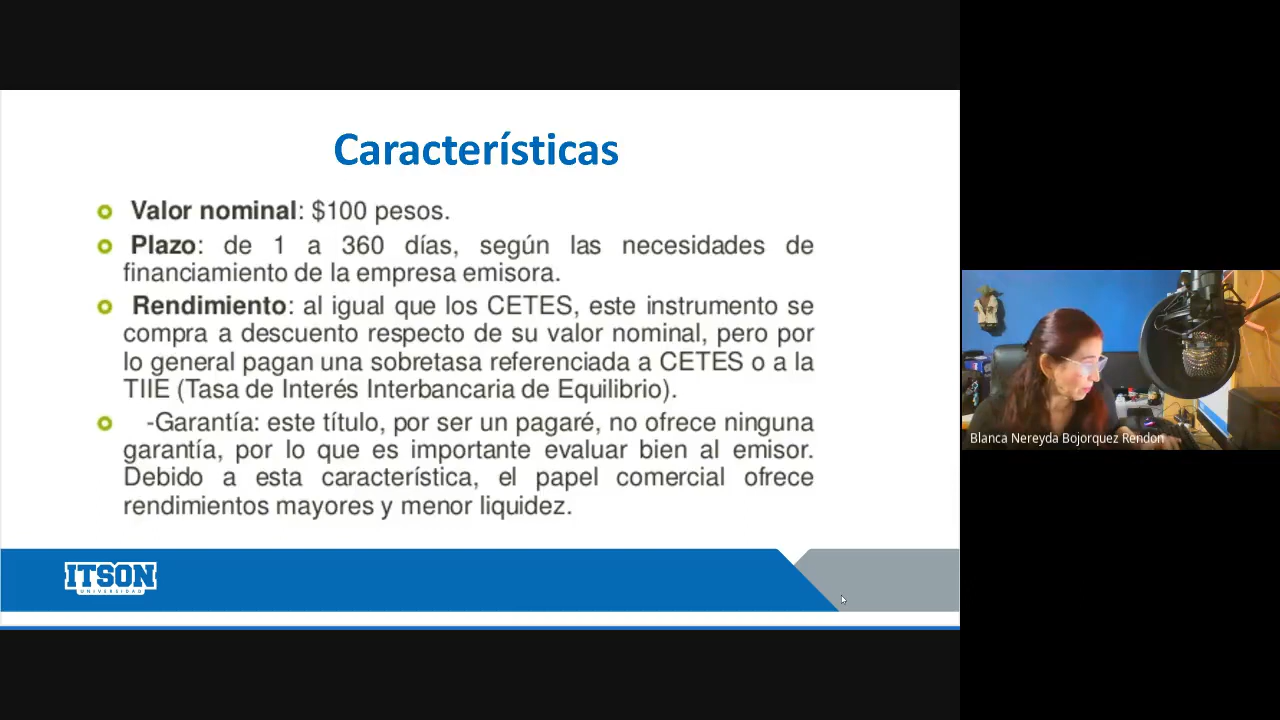 Características
Valor nominal: $100 pesos.
Plazo: de 1 a 360 días, según las necesidades de
financiamiento de la empresa emisora.
Rendimiento: al igual que los CETES, este instrumento se
compra a descuento respecto de su valor nominal, pero por
lo general pagan una sobretasa referenciada a CETES o a la
TIIE (Tasa de Interés Interbancaria de Equilibrio).
-Garantía: este título, por ser un pagaré, no ofrece ninguna
garantía, por lo que es importante evaluar bien al emisor.
Debido a esta característica, el papel comercial ofrece
rendimientos mayores y menor liquidez.
ITSON
UNIVERSIDAD
Blanca Nereyda Bojorquez Rendon